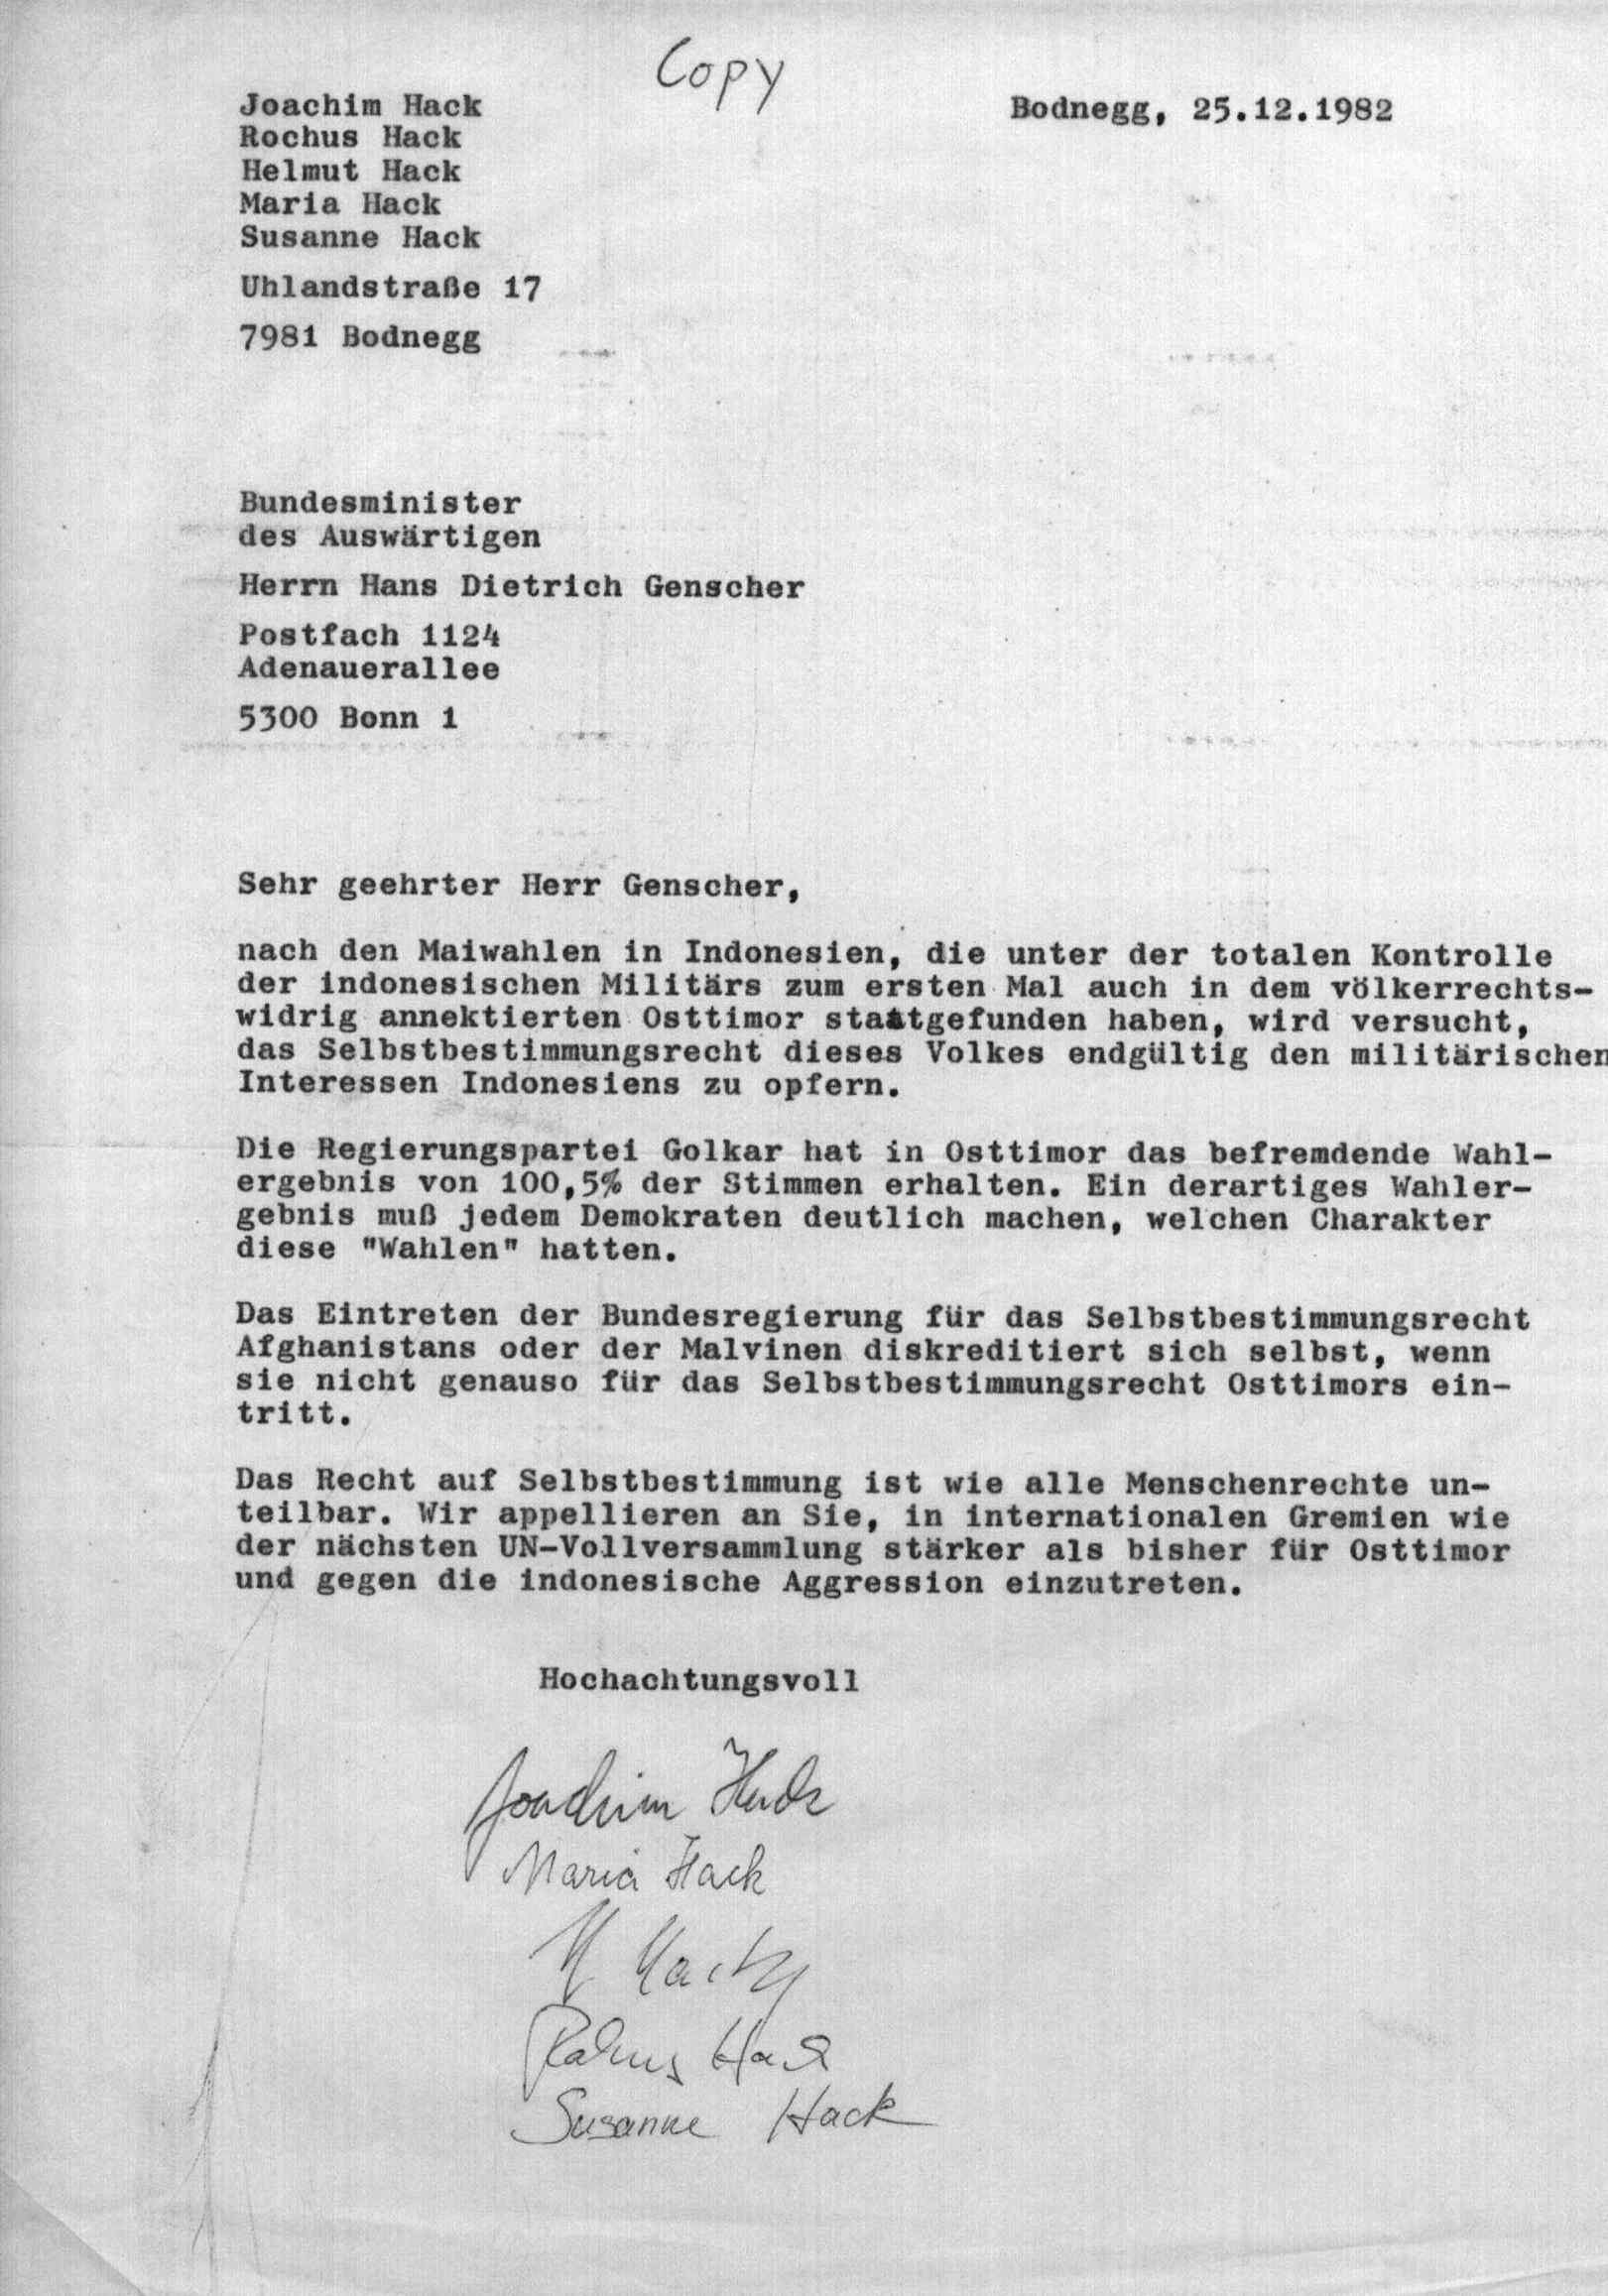 Copy
Joachim Hack
Bodnegg, 25.12.1982
Rochus Hack
Helmut Hack
Maria Hack
Susanne Hack
Uhlandstraße 17
7981 Bodnegg
Bundesminister
des Auswärtigen
Herrn Hans Dietrich Genscher
Postfach 1124
Adenauerallee
5300 Bonn 1
Sehr geehrter Herr Genscher,
nach den Maiwahlen in Indonesien, die unter der totalen Kontrolle
der indonesischen Militärs zum ersten Mal auch in dem völkerrechts-
widrig annektierten Osttimor stattgefunden haben, wird versucht,
das Selbstbestimmungsrecht dieses Volkes endgültig den militärischen
Interessen Indonesiens zu opfern.
Die Regierungspartei Golkar hat in Osttimor das befremdende Wahl-
ergebnis von 100,5% der Stimmen erhalten. Ein derartiges Wahler-
gebnis muß jedem Demokraten deutlich machen, welchen Charakter
diese "Wahlen" hatten.
Das Eintreten der Bundesregierung für das Selbstbestimmungsrecht
Afghanistans oder der Malvinen diskreditiert sich selbst, wenn
sie nicht genauso für das Selbstbestimmungsrecht Osttimors ein-
tritt.
Das Recht auf Selbstbestimmung ist wie alle Menschenrechte un-
teilbar. Wir appellieren an Sie, in internationalen Gremien wie
der nächsten UN-Vollversammlung stärker als bisher für Osttimor
und gegen die indonesische Aggression einzutreten.
Hochachtungsvoll
Joachim Hack
Maria Hack
H Hack
Rochus Hack
Susanne Hack